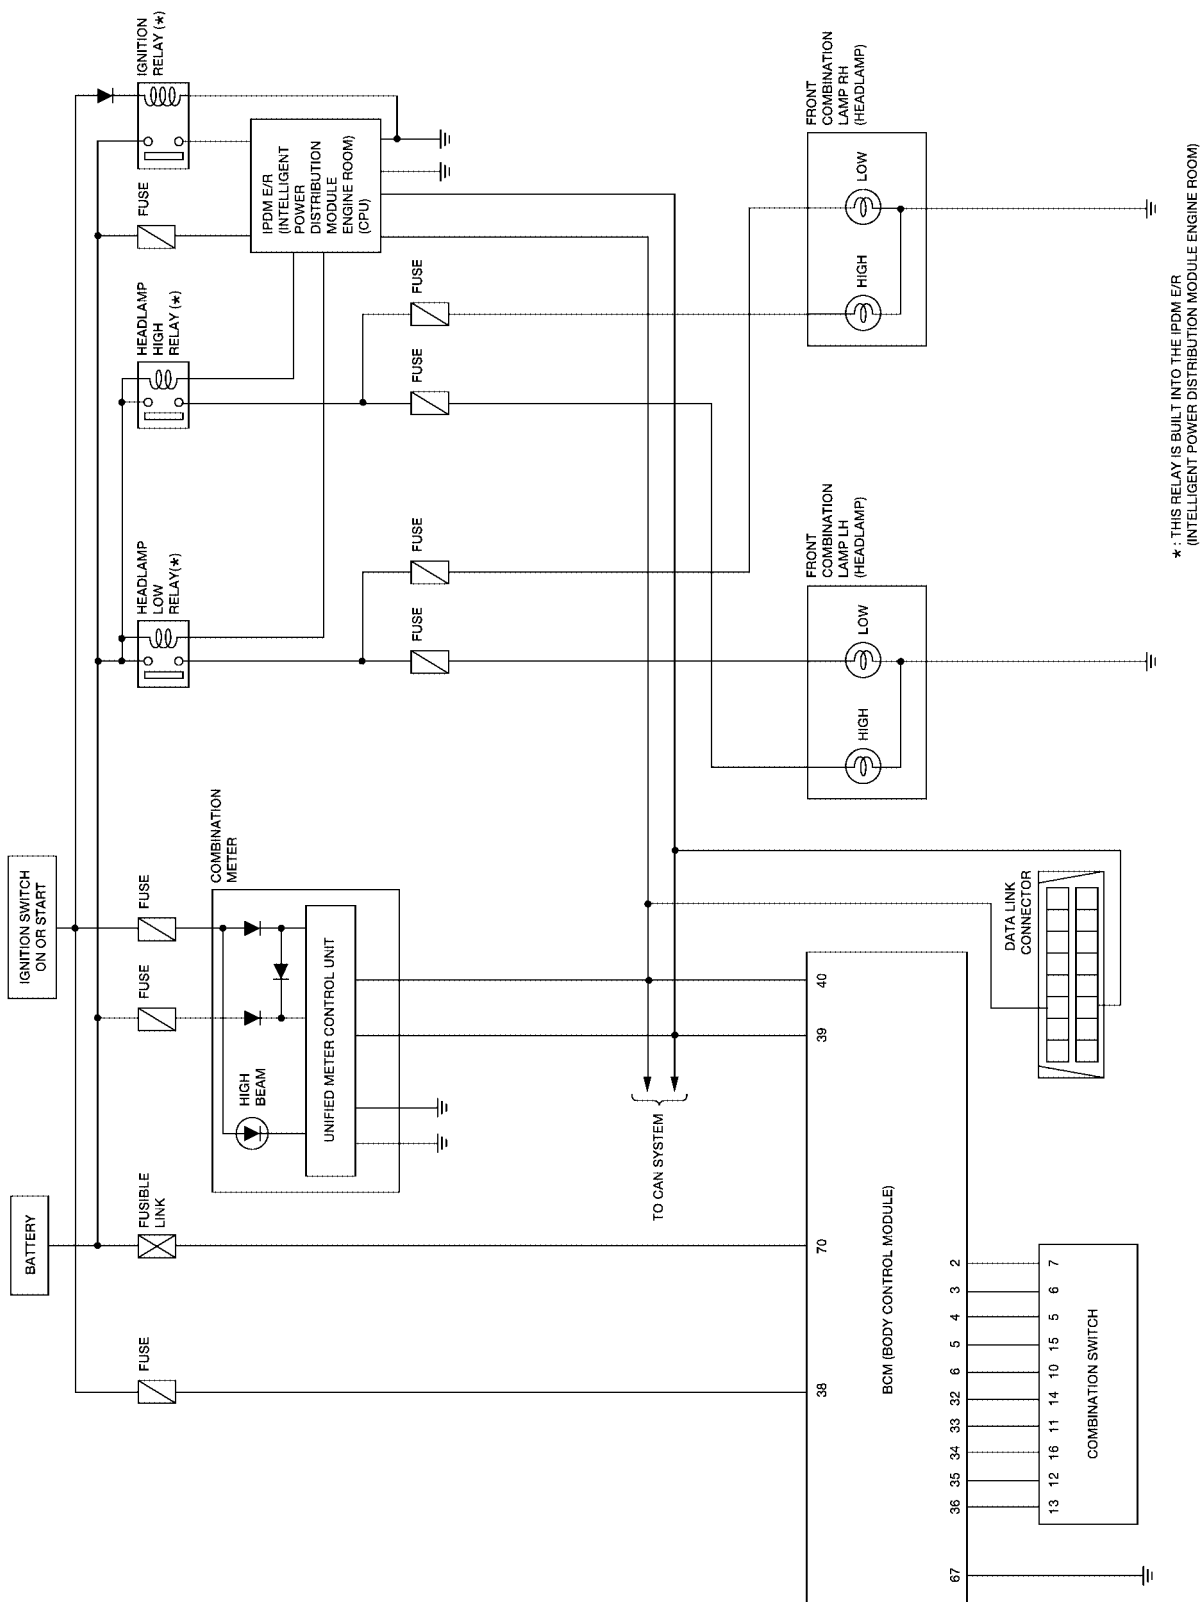 IGNITION SWITCH
ON OR START
BATTERY
IGNITION
RELAY (*)
FUSE
HEADLAMP
HIGH
RELAY (*)
HEADLAMP
LOW
RELAY(*)
FUSE
FUSE
FUSIBLE
LINK
FUSE
IPDM E/R
(INTELLIGENT
POWER
DISTRIBUTION
MODULE
ENGINE ROOM)
(CPU)
COMBINATION
METER
HIGH
BEAM
UNIFIED METER CONTROL UNIT
FUSE
FUSE
FUSE
FUSE
TO CAN SYSTEM
FRONT
COMBINATION
LAMP RH
(HEADLAMP)
LOW
HIGH
FRONT
COMBINATION
LAMP LH
(HEADLAMP)
LOW
HIGH
40
39
70
38
BCM (BODY CONTROL MODULE)
2
3
4
5
6
32
33
34
35
36
67
DATA LINK
CONNECTOR
7
6
5
15
10
14
11
16
12
13
COMBINATION SWITCH
* : THIS RELAY IS BUILT INTO THE IPDM E/R
(INTELLIGENT POWER DISTRIBUTION MODULE ENGINE ROOM)